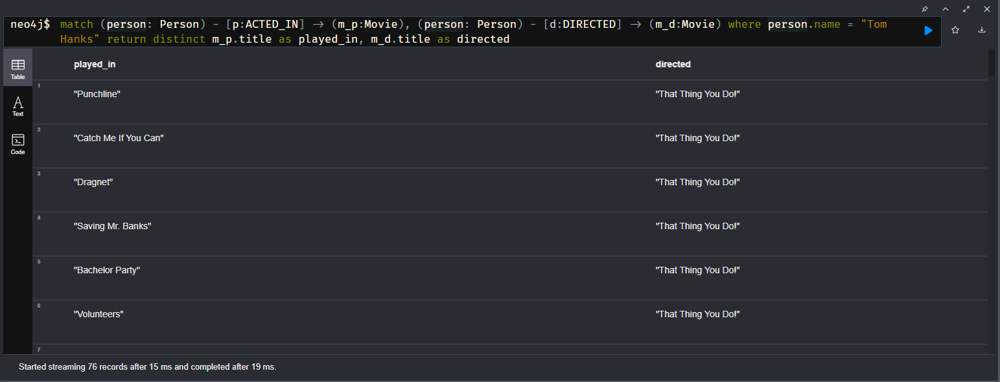 neo4j$ match (person: Person) - [p:ACTED_IN] → (m_p:Movie), (person: Person) - [d:DIRECTED] → (m_d:Movie) where person.name = "Tom
Hanks" return distinct m_p.title as played_in, m_d.title as directed
Table
Text
Code
played_in directed
1 "Punchline" "That Thing You Do!"
2 "Catch Me If You Can" "That Thing You Do!"
3 "Dragnet" "That Thing You Do!"
4 "Saving Mr. Banks" "That Thing You Do!"
5 "Bachelor Party" "That Thing You Do!"
6 "Volunteers" "That Thing You Do!"
7
Started streaming 76 records after 15 ms and completed after 19 ms.